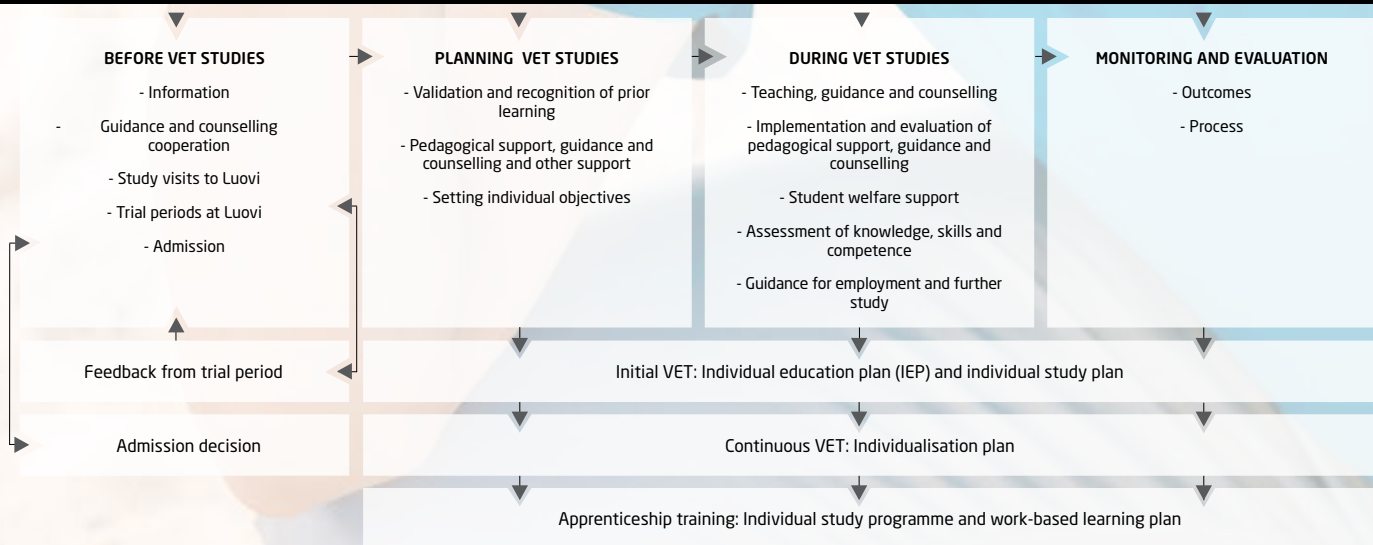 BEFORE VET STUDIES
- Information
- Guidance and counselling
cooperation
- Study visits to Luovi
- Trial periods at Luovi
- Admission
PLANNING VET STUDIES
- Validation and recognition of prior
learning
- Pedagogical support, guidance and
counselling and other support
- Setting individual objectives
DURING VET STUDIES
- Teaching, guidance and counselling
- Implementation and evaluation of
pedagogical support, guidance and
counselling
- Student welfare support
- Assessment of knowledge, skills and
competence
- Guidance for employment and further
study
MONITORING AND EVALUATION
- Outcomes
- Process
Feedback from trial period
Initial VET: Individual education plan (IEP) and individual study plan
Admission decision
Continuous VET: Individualisation plan
Apprenticeship training: Individual study programme and work-based learning plan